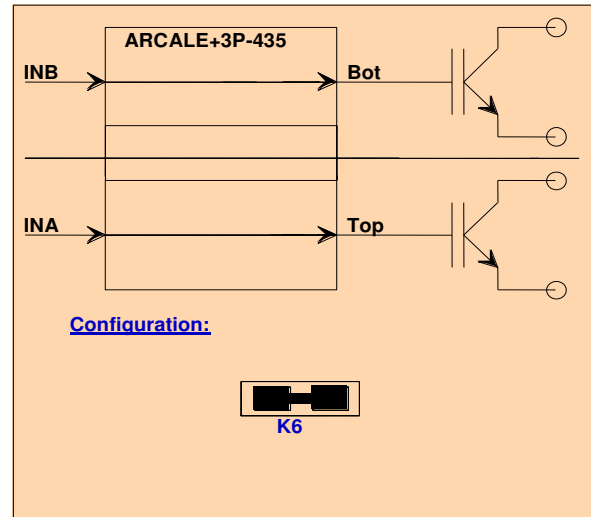 ARCALE+3P-435
INB Bot
INA Top
Configuration:
K6